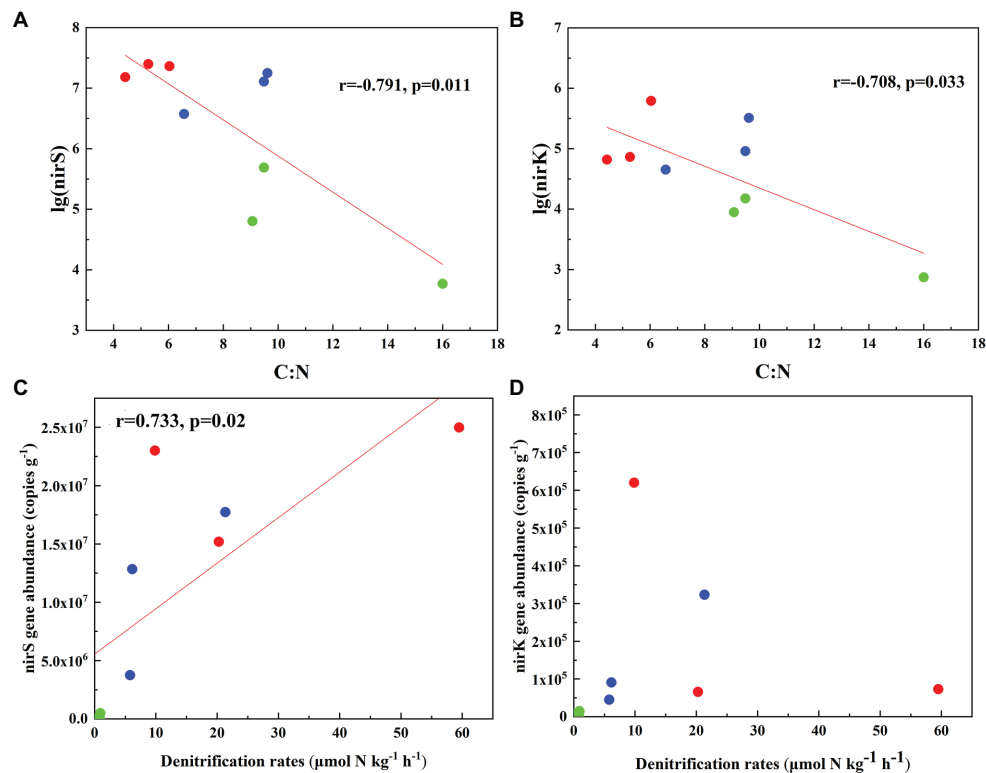 A
8
7
6
5
4
3
lg(nirS)
r=-0.791, p=0.011
4 6 8 10 12 14 16 18
C:N
B
7
6
5
4
3
2
lg(nirK)
r=-0.708, p=0.033
4 6 8 10 12 14 16 18
C:N
C
r=0.733, p=0.02
2.5x10⁷
2.0x10⁷
1.5x10⁷
1.0x10⁷
5.0x10⁶
0.0
nirS gene abundance (copies g⁻¹)
0 10 20 30 40 50 60
Denitrification rates (μmol N kg⁻¹ h⁻¹)
D
8x10⁵
7x10⁵
6x10⁵
5x10⁵
4x10⁵
3x10⁵
2x10⁵
1x10⁵
0
nirK gene abundance (copies g⁻¹)
0 10 20 30 40 50 60
Denitrification rates (μmol N kg⁻¹ h⁻¹)